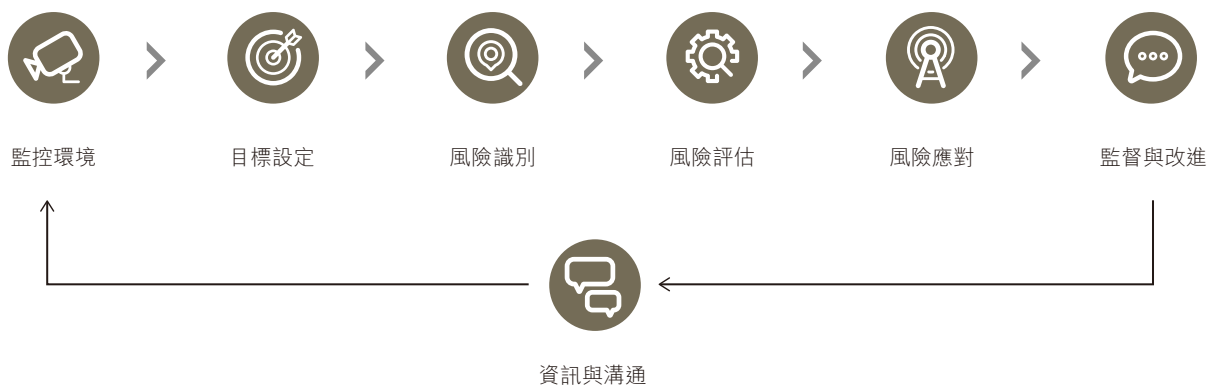 監控環境
目標設定
風險識別
風險評估
風險應對
監督與改進
資訊與溝通